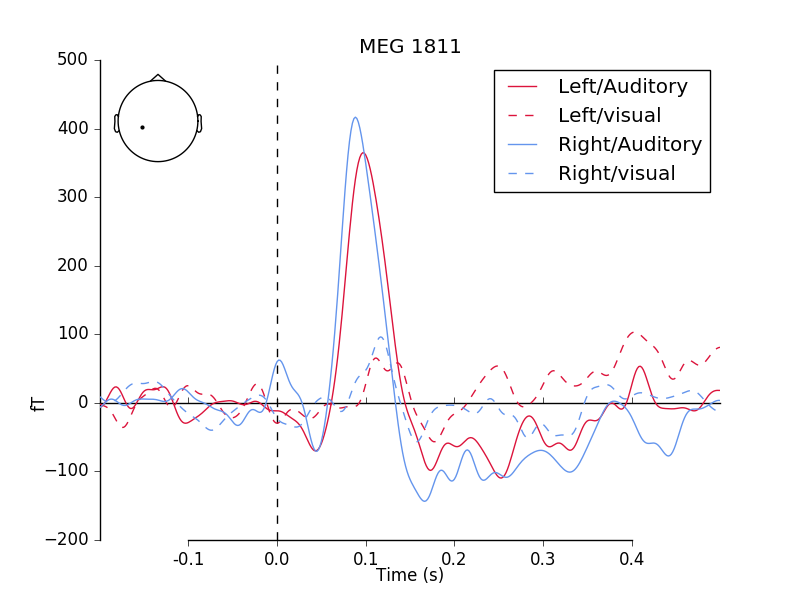 MEG 1811
500
400
300
200
100
0
−100
−200
fT
-0.1
0.0
0.1
0.2
0.3
0.4
Time (s)
Left/Auditory
Left/visual
Right/Auditory
Right/visual